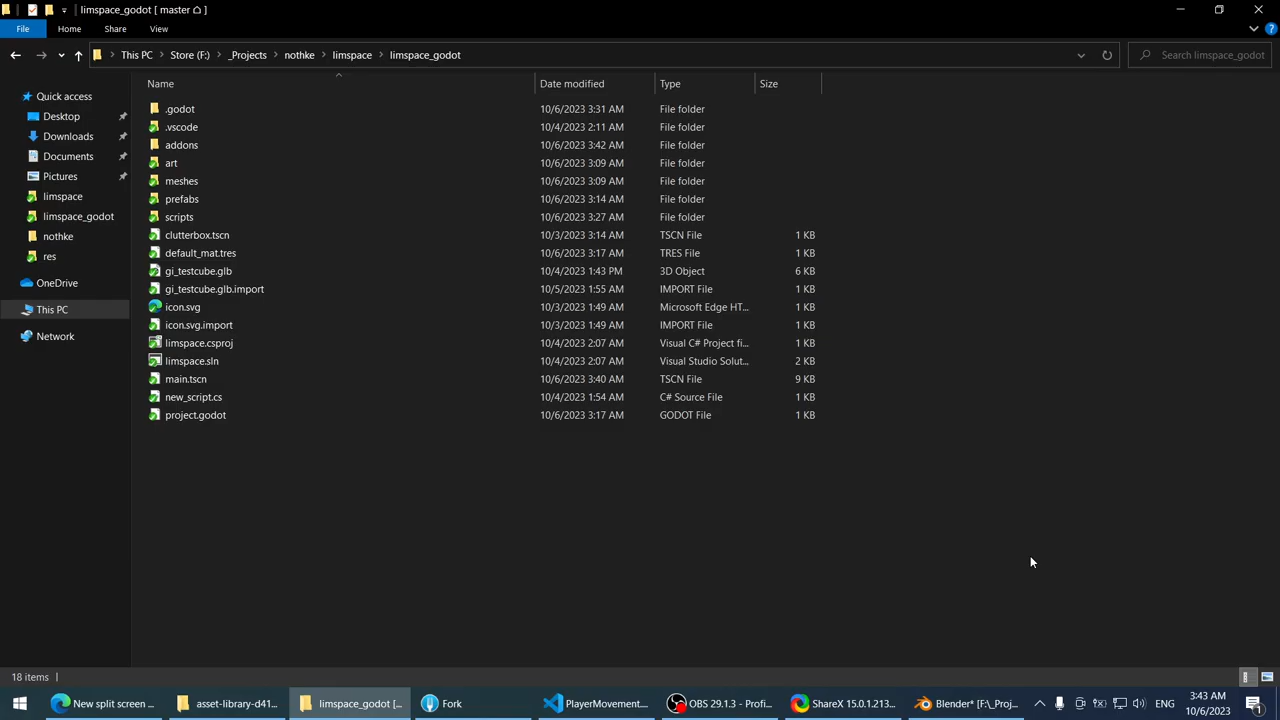 limspace_godot [ master ⌂ ]
File Home Share View
This PC Store (F:) _Projects nothke limspace limspace_godot Search limspace_godot
Name Date modified Type Size
Quick access
Desktop
Downloads
Documents
Pictures
limspace
limspace_godot
nothke
res
OneDrive
This PC
Network
.godot 10/6/2023 3:31 AM File folder
.vscode 10/4/2023 2:11 AM File folder
addons 10/6/2023 3:42 AM File folder
art 10/6/2023 3:09 AM File folder
meshes 10/6/2023 3:09 AM File folder
prefabs 10/6/2023 3:14 AM File folder
scripts 10/6/2023 3:27 AM File folder
clutterbox.tscn 10/3/2023 3:14 AM TSCN File 1 KB
default_mat.tres 10/6/2023 3:17 AM TRES File 1 KB
gi_testcube.glb 10/4/2023 1:43 PM 3D Object 6 KB
gi_testcube.glb.import 10/5/2023 1:55 AM IMPORT File 1 KB
icon.svg 10/3/2023 1:49 AM Microsoft Edge HT... 1 KB
icon.svg.import 10/3/2023 1:49 AM IMPORT File 1 KB
limspace.csproj 10/4/2023 2:07 AM Visual C# Project fi... 1 KB
limspace.sln 10/4/2023 2:07 AM Visual Studio Solut... 2 KB
main.tscn 10/6/2023 3:40 AM TSCN File 9 KB
new_script.cs 10/4/2023 1:54 AM C# Source File 1 KB
project.godot 10/6/2023 3:17 AM GODOT File 1 KB
18 items
New split screen ... asset-library-d41... limspace_godot [... Fork PlayerMovement... OBS 29.1.3 - Profi... ShareX 15.0.1.213... Blender* [F:\_Proj... ENG 3:43 AM
10/6/2023 1